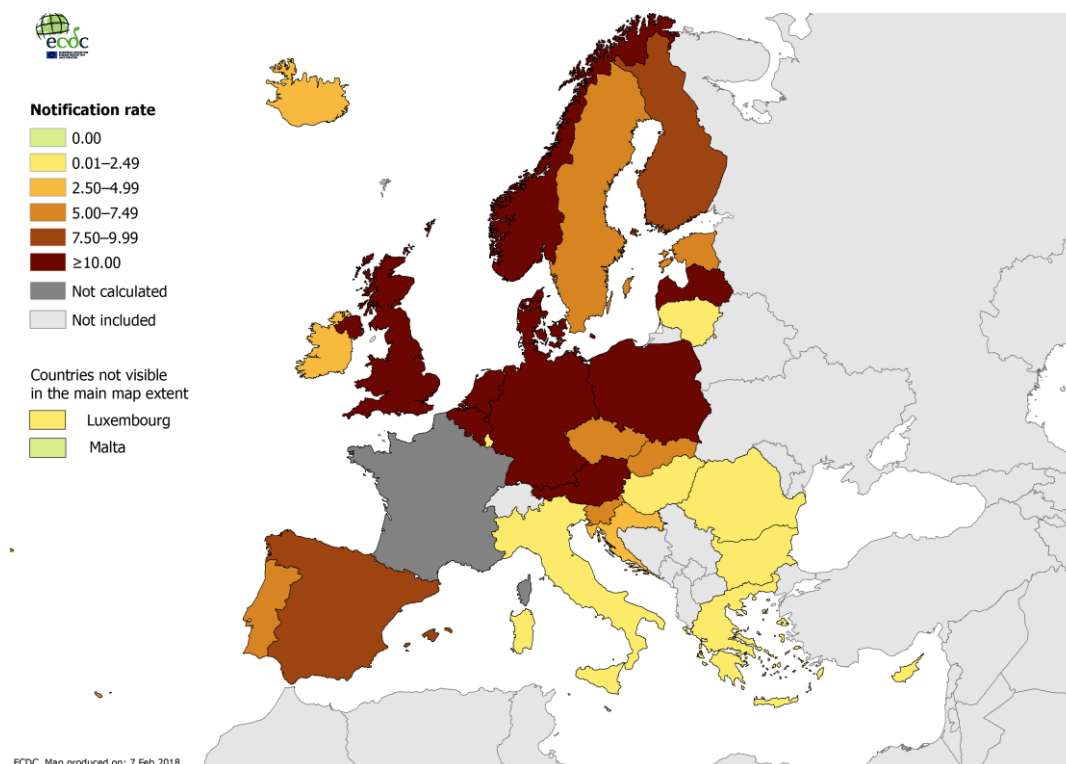 ecdc
Notification rate
0.00
0.01–2.49
2.50–4.99
5.00–7.49
7.50–9.99
≥10.00
Not calculated
Not included
Countries not visible
in the main map extent
Luxembourg
Malta
ECDC. Map produced on: 7 Feb 2018